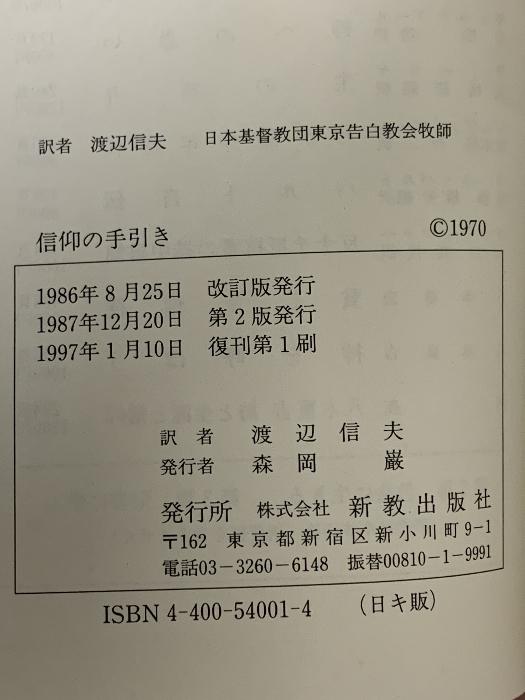 訳者 渡辺信夫 日本基督教団東京告白教会牧師
信仰の手引き ©1970
1986年8月25日 改訂版発行
1987年12月20日 第2版発行
1997年1月10日 復刊第1刷
訳者 渡辺信夫
発行者 森岡巌
発行所 株式会社 新教出版社
〒162 東京都新宿区新小川町9-1
電話03-3260-6148 振替00810-1-9991
ISBN 4-400-54001-4 (日キ販)